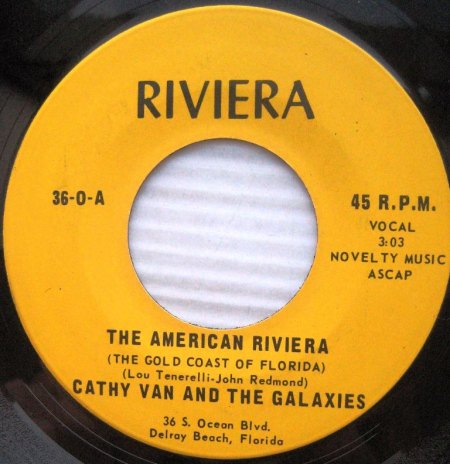 RIVIERA
36-O-A
45 R.P.M.
VOCAL
3:03
NOVELTY MUSIC
ASCAP
THE AMERICAN RIVIERA
(THE GOLD COAST OF FLORIDA)
(Lou Tenerelli-John Redmond)
CATHY VAN AND THE GALAXIES
36 S. Ocean Blvd.
Delray Beach, Florida